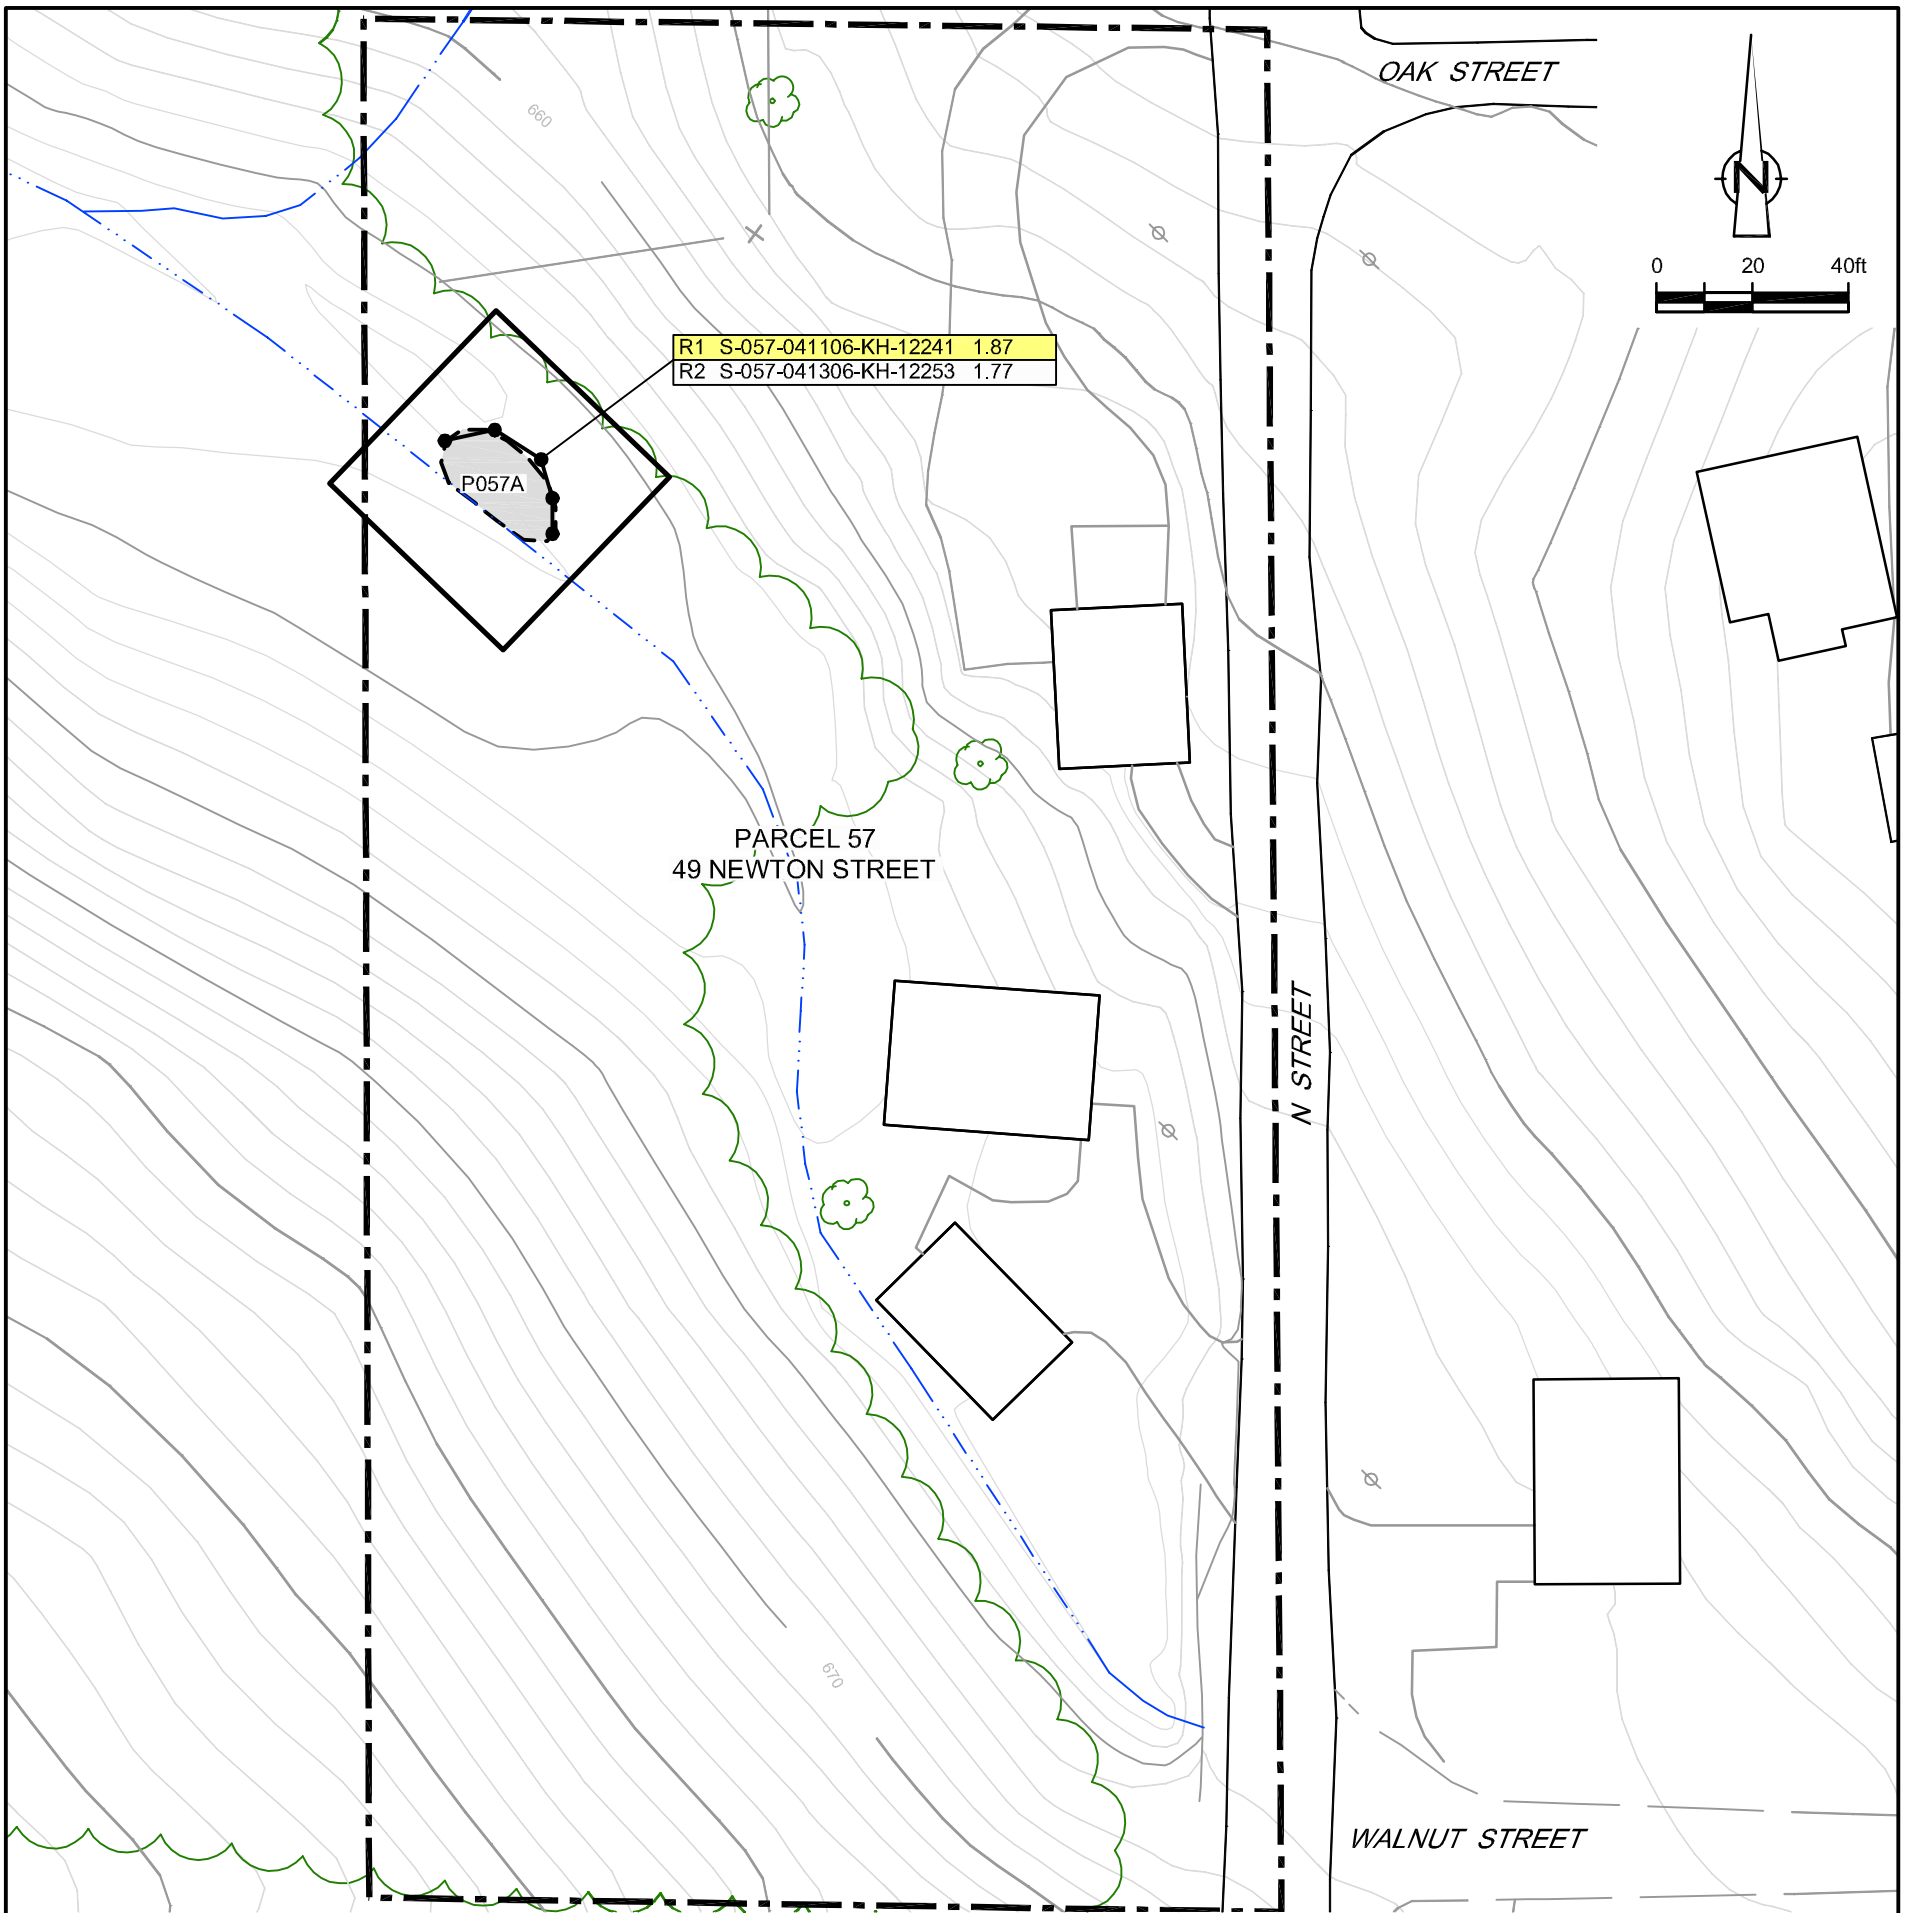 OAK STREET
660
N
0 20 40ft
R1 S-057-041106-KH-12241 1.87
R2 S-057-041306-KH-12253 1.77
P057A
PARCEL 57
49 NEWTON STREET
N STREET
670
WALNUT STREET